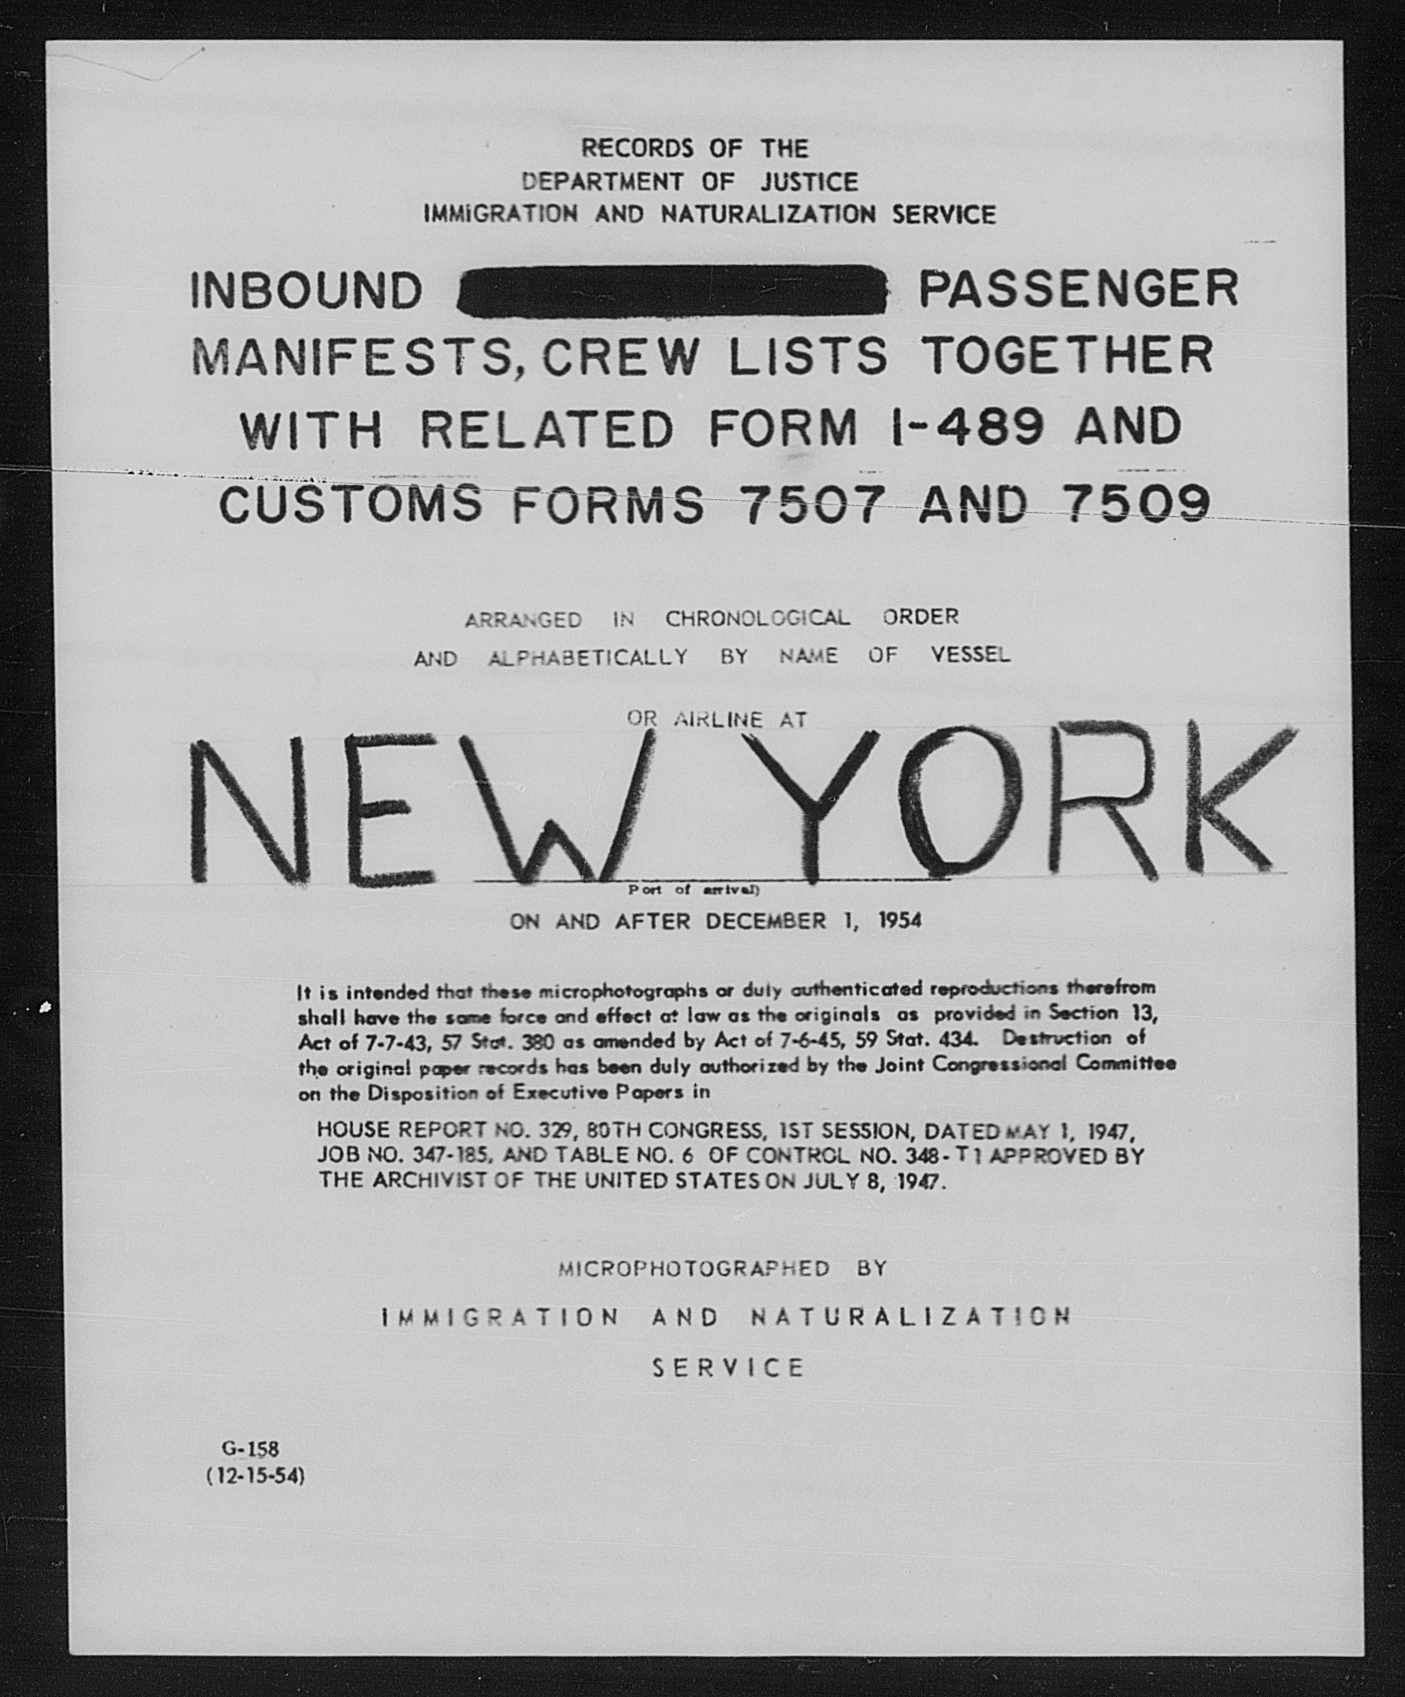 RECORDS OF THE
DEPARTMENT OF JUSTICE
IMMIGRATION AND NATURALIZATION SERVICE
INBOUND PASSENGER
MANIFESTS, CREW LISTS TOGETHER
WITH RELATED FORM I-489 AND
CUSTOMS FORMS 7507 AND 7509
ARRANGED IN CHRONOLOGICAL ORDER
AND ALPHABETICALLY BY NAME OF VESSEL
OR AIRLINE AT
NEW YORK
Port of arrival)
ON AND AFTER DECEMBER 1, 1954
It is intended that these microphotographs or duly authenticated reproductions therefrom
shall have the same force and effect at law as the originals as provided in Section 13,
Act of 7-7-43, 57 Stat. 380 as amended by Act of 7-6-45, 59 Stat. 434. Destruction of
the original paper records has been duly authorized by the Joint Congressional Committee
on the Disposition of Executive Papers in
HOUSE REPORT NO. 329, 80TH CONGRESS, 1ST SESSION, DATED MAY 1, 1947,
JOB NO. 347-185, AND TABLE NO. 6 OF CONTROL NO. 348-T1 APPROVED BY
THE ARCHIVIST OF THE UNITED STATES ON JULY 8, 1947.
MICROPHOTOGRAPHED BY
IMMIGRATION AND NATURALIZATION
SERVICE
G-158
(12-15-54)